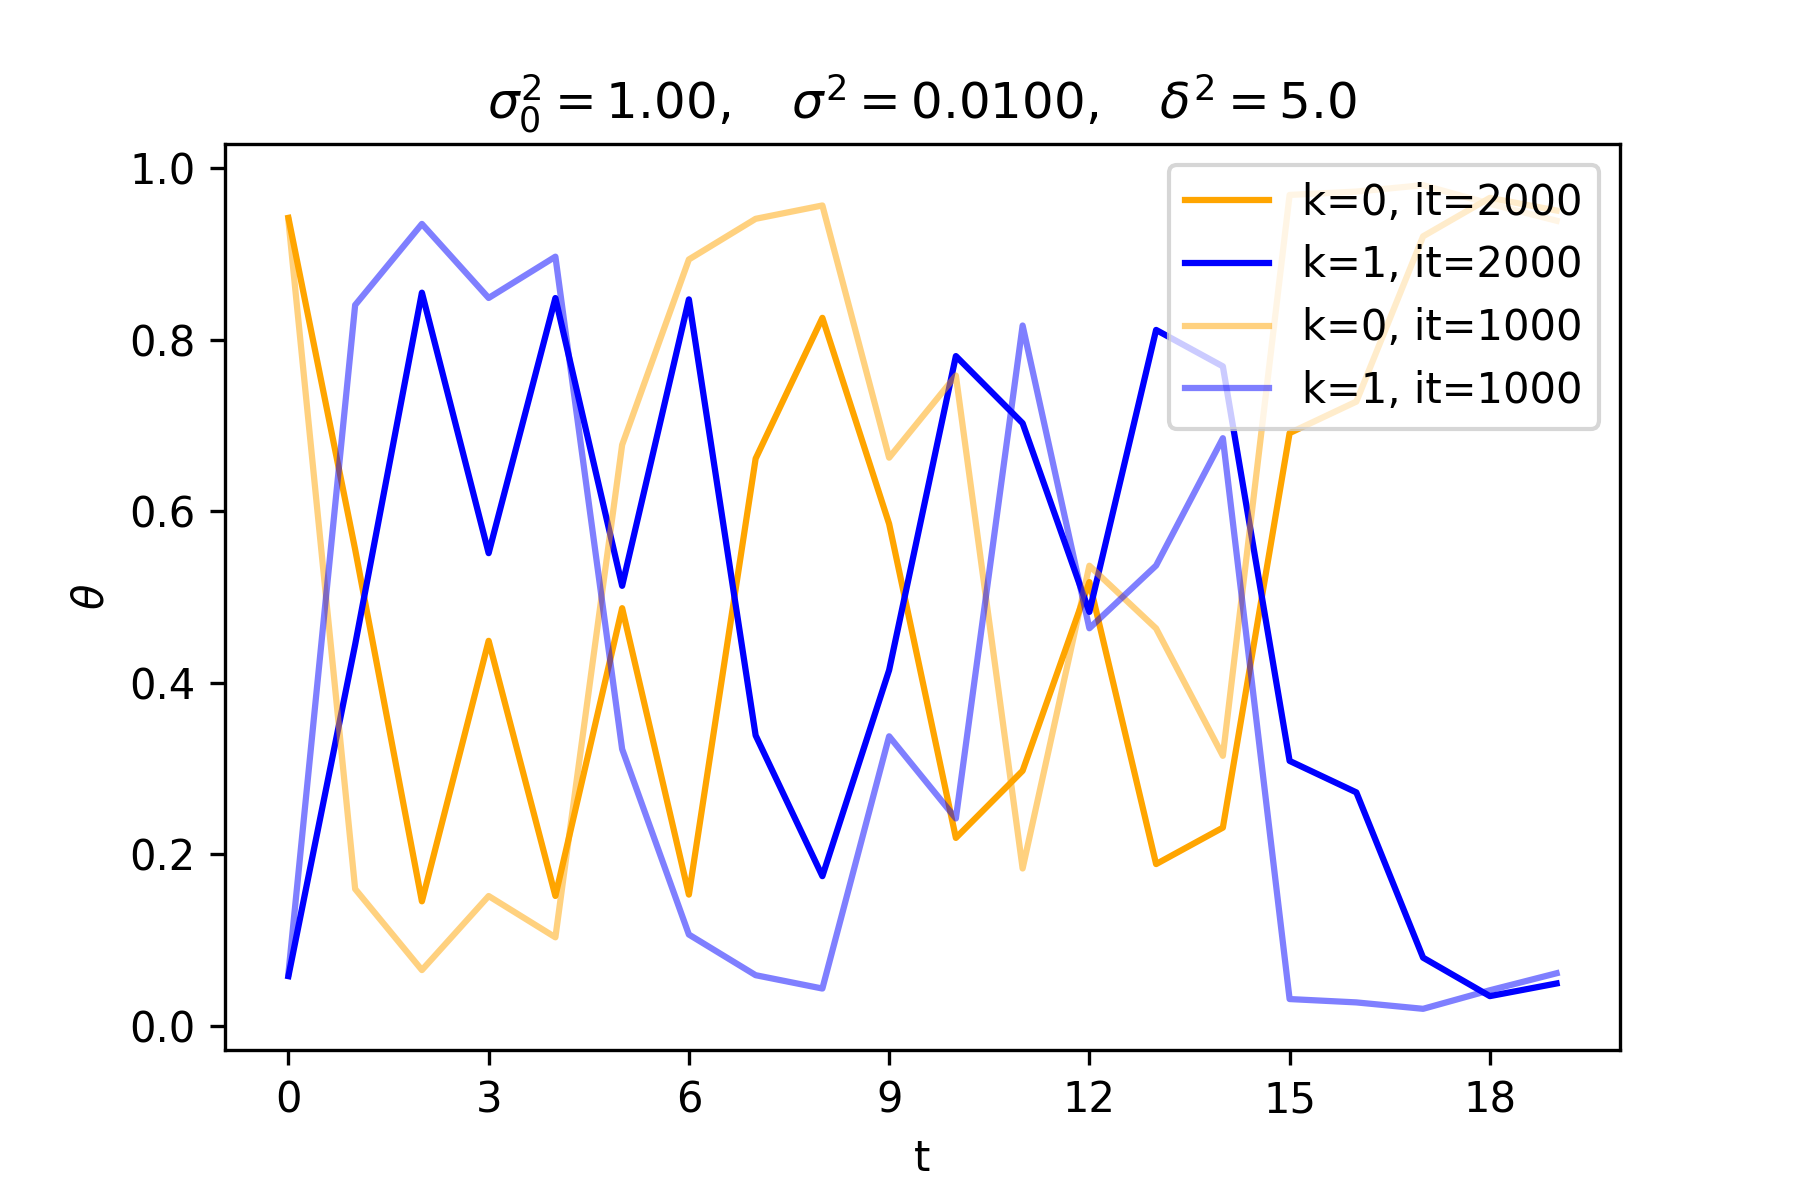 σ₀² = 1.00, σ² = 0.0100, δ² = 5.0
1.0
0.8
0.6
0.4
0.2
0.0
θ
k=0, it=2000
k=1, it=2000
k=0, it=1000
k=1, it=1000
0 3 6 9 12 15 18
t